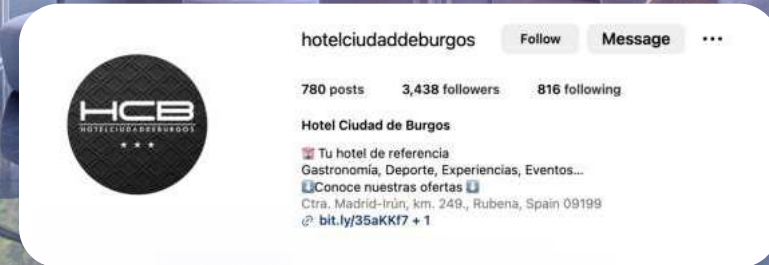 hotelciudaddeburgos Follow Message ...
780 posts 3,438 followers 816 following
HCB
HOTELCIUDADDEBURGOS
Hotel Ciudad de Burgos
Tu hotel de referencia
Gastronomía, Deporte, Experiencias, Eventos...
Conoce nuestras ofertas
Ctra. Madrid-Irún, km. 249., Rubena, Spain 09199
bit.ly/35aKKf7 + 1